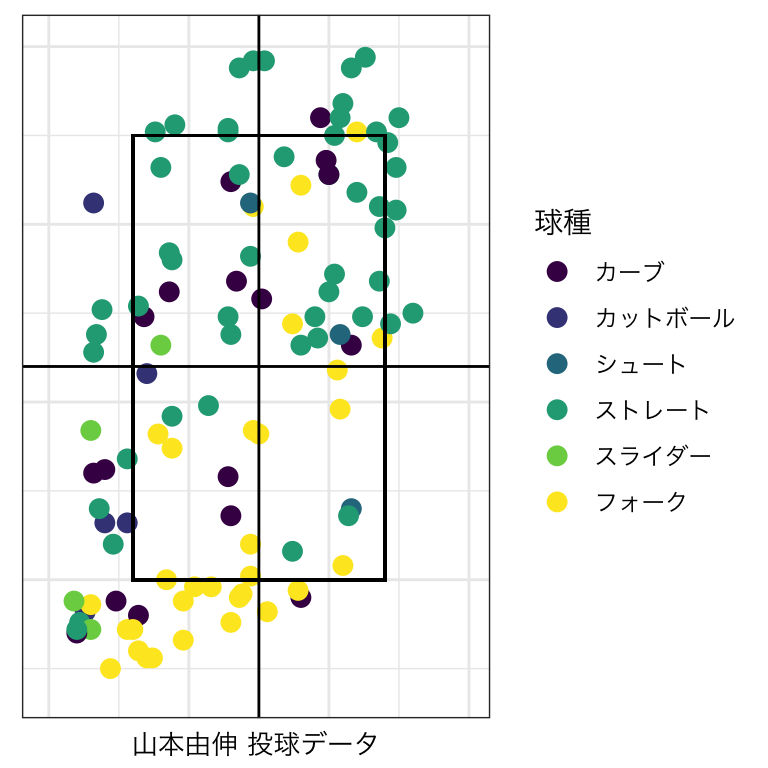 球種
カーブ
カットボール
シュート
ストレート
スライダー
フォーク
山本由伸 投球データ